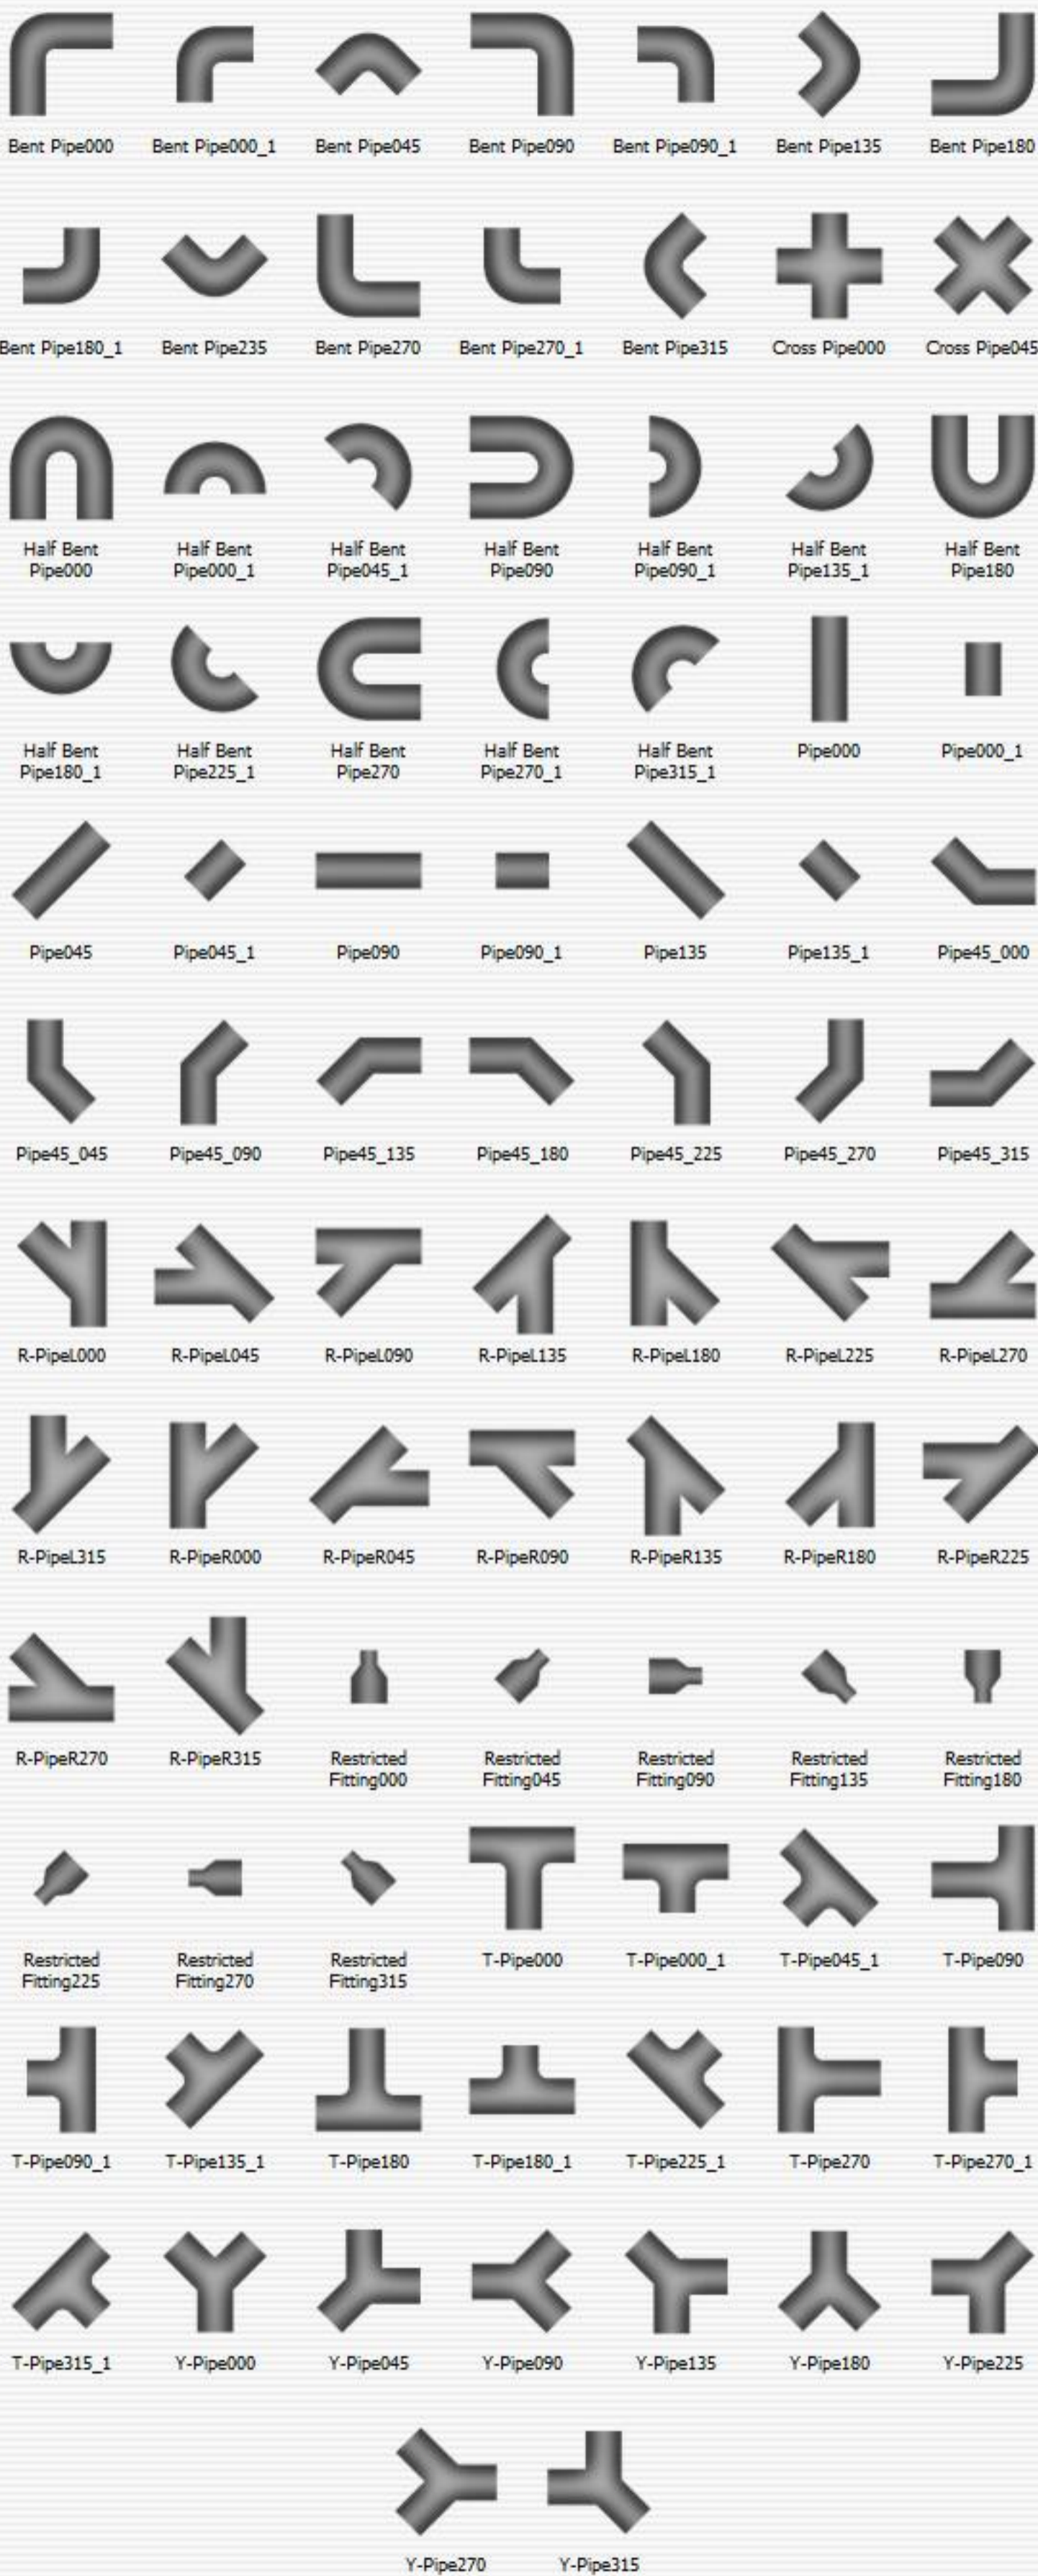 Bent Pipe000 Bent Pipe000_1 Bent Pipe045 Bent Pipe090 Bent Pipe090_1 Bent Pipe135 Bent Pipe180
Bent Pipe180_1 Bent Pipe235 Bent Pipe270 Bent Pipe270_1 Bent Pipe315 Cross Pipe000 Cross Pipe045
Half Bent Half Bent Half Bent Half Bent Half Bent Half Bent Half Bent
Pipe000 Pipe000_1 Pipe045_1 Pipe090 Pipe090_1 Pipe135_1 Pipe180
Half Bent Half Bent Half Bent Half Bent Half Bent Pipe000 Pipe000_1
Pipe180_1 Pipe225_1 Pipe270 Pipe270_1 Pipe315_1
Pipe045 Pipe045_1 Pipe090 Pipe090_1 Pipe135 Pipe135_1 Pipe45_000
Pipe45_045 Pipe45_090 Pipe45_135 Pipe45_180 Pipe45_225 Pipe45_270 Pipe45_315
R-PipeL000 R-PipeL045 R-PipeL090 R-PipeL135 R-PipeL180 R-PipeL225 R-PipeL270
R-PipeL315 R-PipeR000 R-PipeR045 R-PipeR090 R-PipeR135 R-PipeR180 R-PipeR225
R-PipeR270 R-PipeR315 Restricted Restricted Restricted Restricted Restricted
Fitting000 Fitting045 Fitting090 Fitting135 Fitting180
Restricted Restricted Restricted T-Pipe000 T-Pipe000_1 T-Pipe045_1 T-Pipe090
Fitting225 Fitting270 Fitting315
T-Pipe090_1 T-Pipe135_1 T-Pipe180 T-Pipe180_1 T-Pipe225_1 T-Pipe270 T-Pipe270_1
T-Pipe315_1 Y-Pipe000 Y-Pipe045 Y-Pipe090 Y-Pipe135 Y-Pipe180 Y-Pipe225
Y-Pipe270 Y-Pipe315